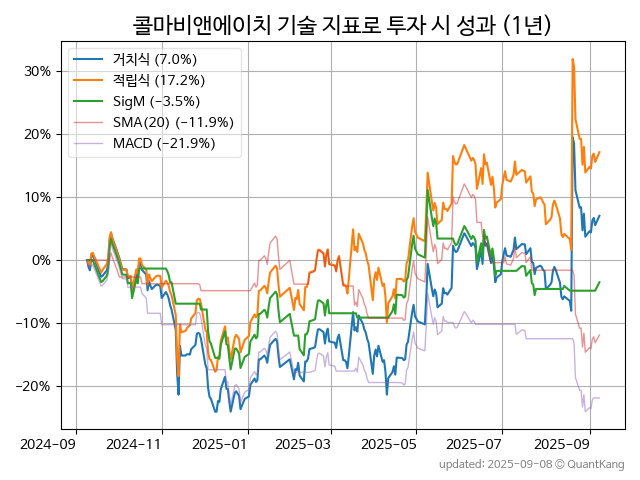 콜마비앤에이치 기술 지표로 투자 시 성과 (1년)
거치식 (7.0%)
적립식 (17.2%)
SigM (−3.5%)
SMA(20) (−11.9%)
MACD (−21.9%)
30%
20%
10%
0%
−10%
−20%
2024-09 2024-11 2025-01 2025-03 2025-05 2025-07 2025-09
updated: 2025-09-08 © QuantKang